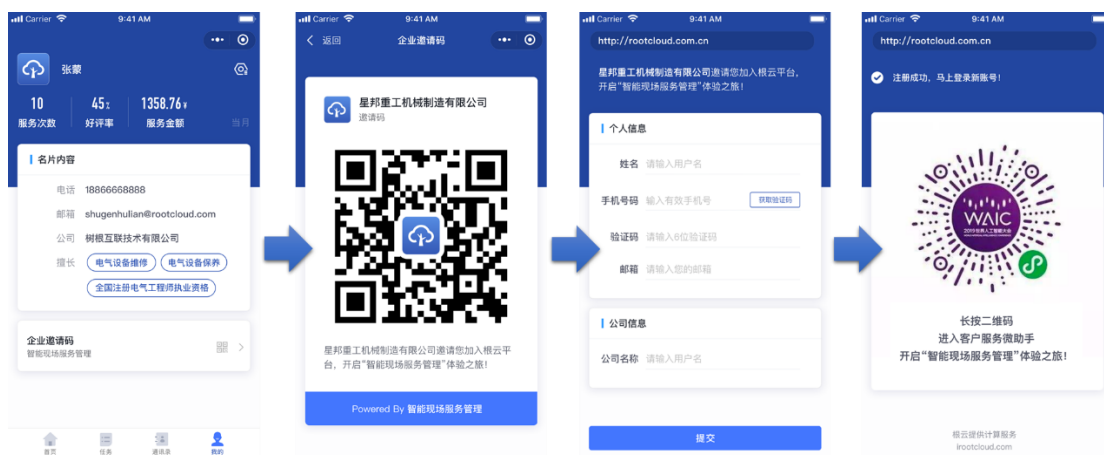 Carrier 9:41 AM
张蒙
10 45% 1358.76¥
服务次数 好评率 服务金额 当月
名片内容
电话 18866668888
邮箱 shugenhulian@rootcloud.com
公司 树根互联技术有限公司
擅长 电气设备维修 电气设备保养
全国注册电气工程师执业资格
企业邀请码
智能现场服务管理
首页 任务 通讯录 我的
Carrier 9:41 AM
返回 企业邀请码
星邦重工机械制造有限公司
邀请码
星邦重工机械制造有限公司邀请您加入根云平
台，开启“智能现场服务管理”体验之旅！
Powered By 智能现场服务管理
Carrier 9:41 AM
http://rootcloud.com.cn
星邦重工机械制造有限公司邀请您加入根云平台，
开启“智能现场服务管理”体验之旅！
个人信息
姓名 请输入用户名
手机号码 输入有效手机号 获取验证码
验证码 请输入6位验证码
邮箱 请输入您的邮箱
公司信息
公司名称 请输入用户名
提交
Carrier 9:41 AM
http://rootcloud.com.cn
注册成功，马上登录新账号！
WAIC
2019世界人工智能大会
长按二维码
进入客户服务微助手
开启“智能现场服务管理”体验之旅！
根云提供计算服务
irootcloud.com